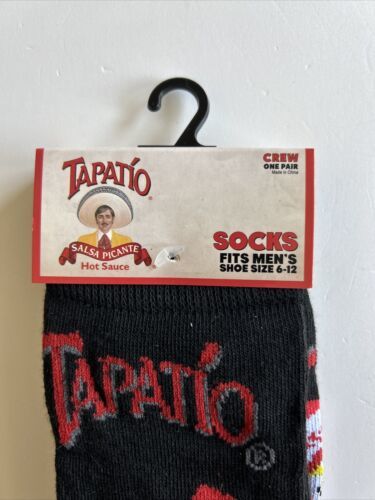 TAPATÍO®
SALSA PICANTE
Hot Sauce
CREW
ONE PAIR
Made in China
SOCKS
FITS MEN'S
SHOE SIZE 6-12
TAPATÍO
®